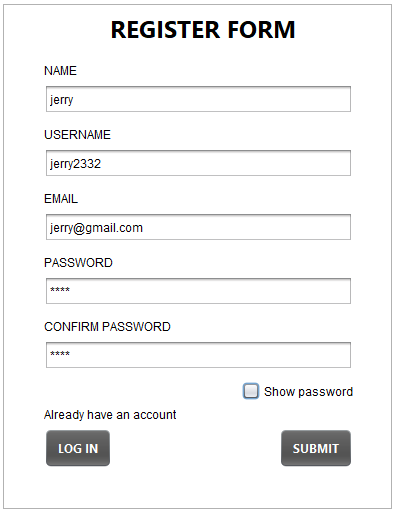 REGISTER FORM
NAME
jerry
USERNAME
jerry2332
EMAIL
jerry@gmail.com
PASSWORD
****
CONFIRM PASSWORD
****
Show password
Already have an account
LOG IN SUBMIT